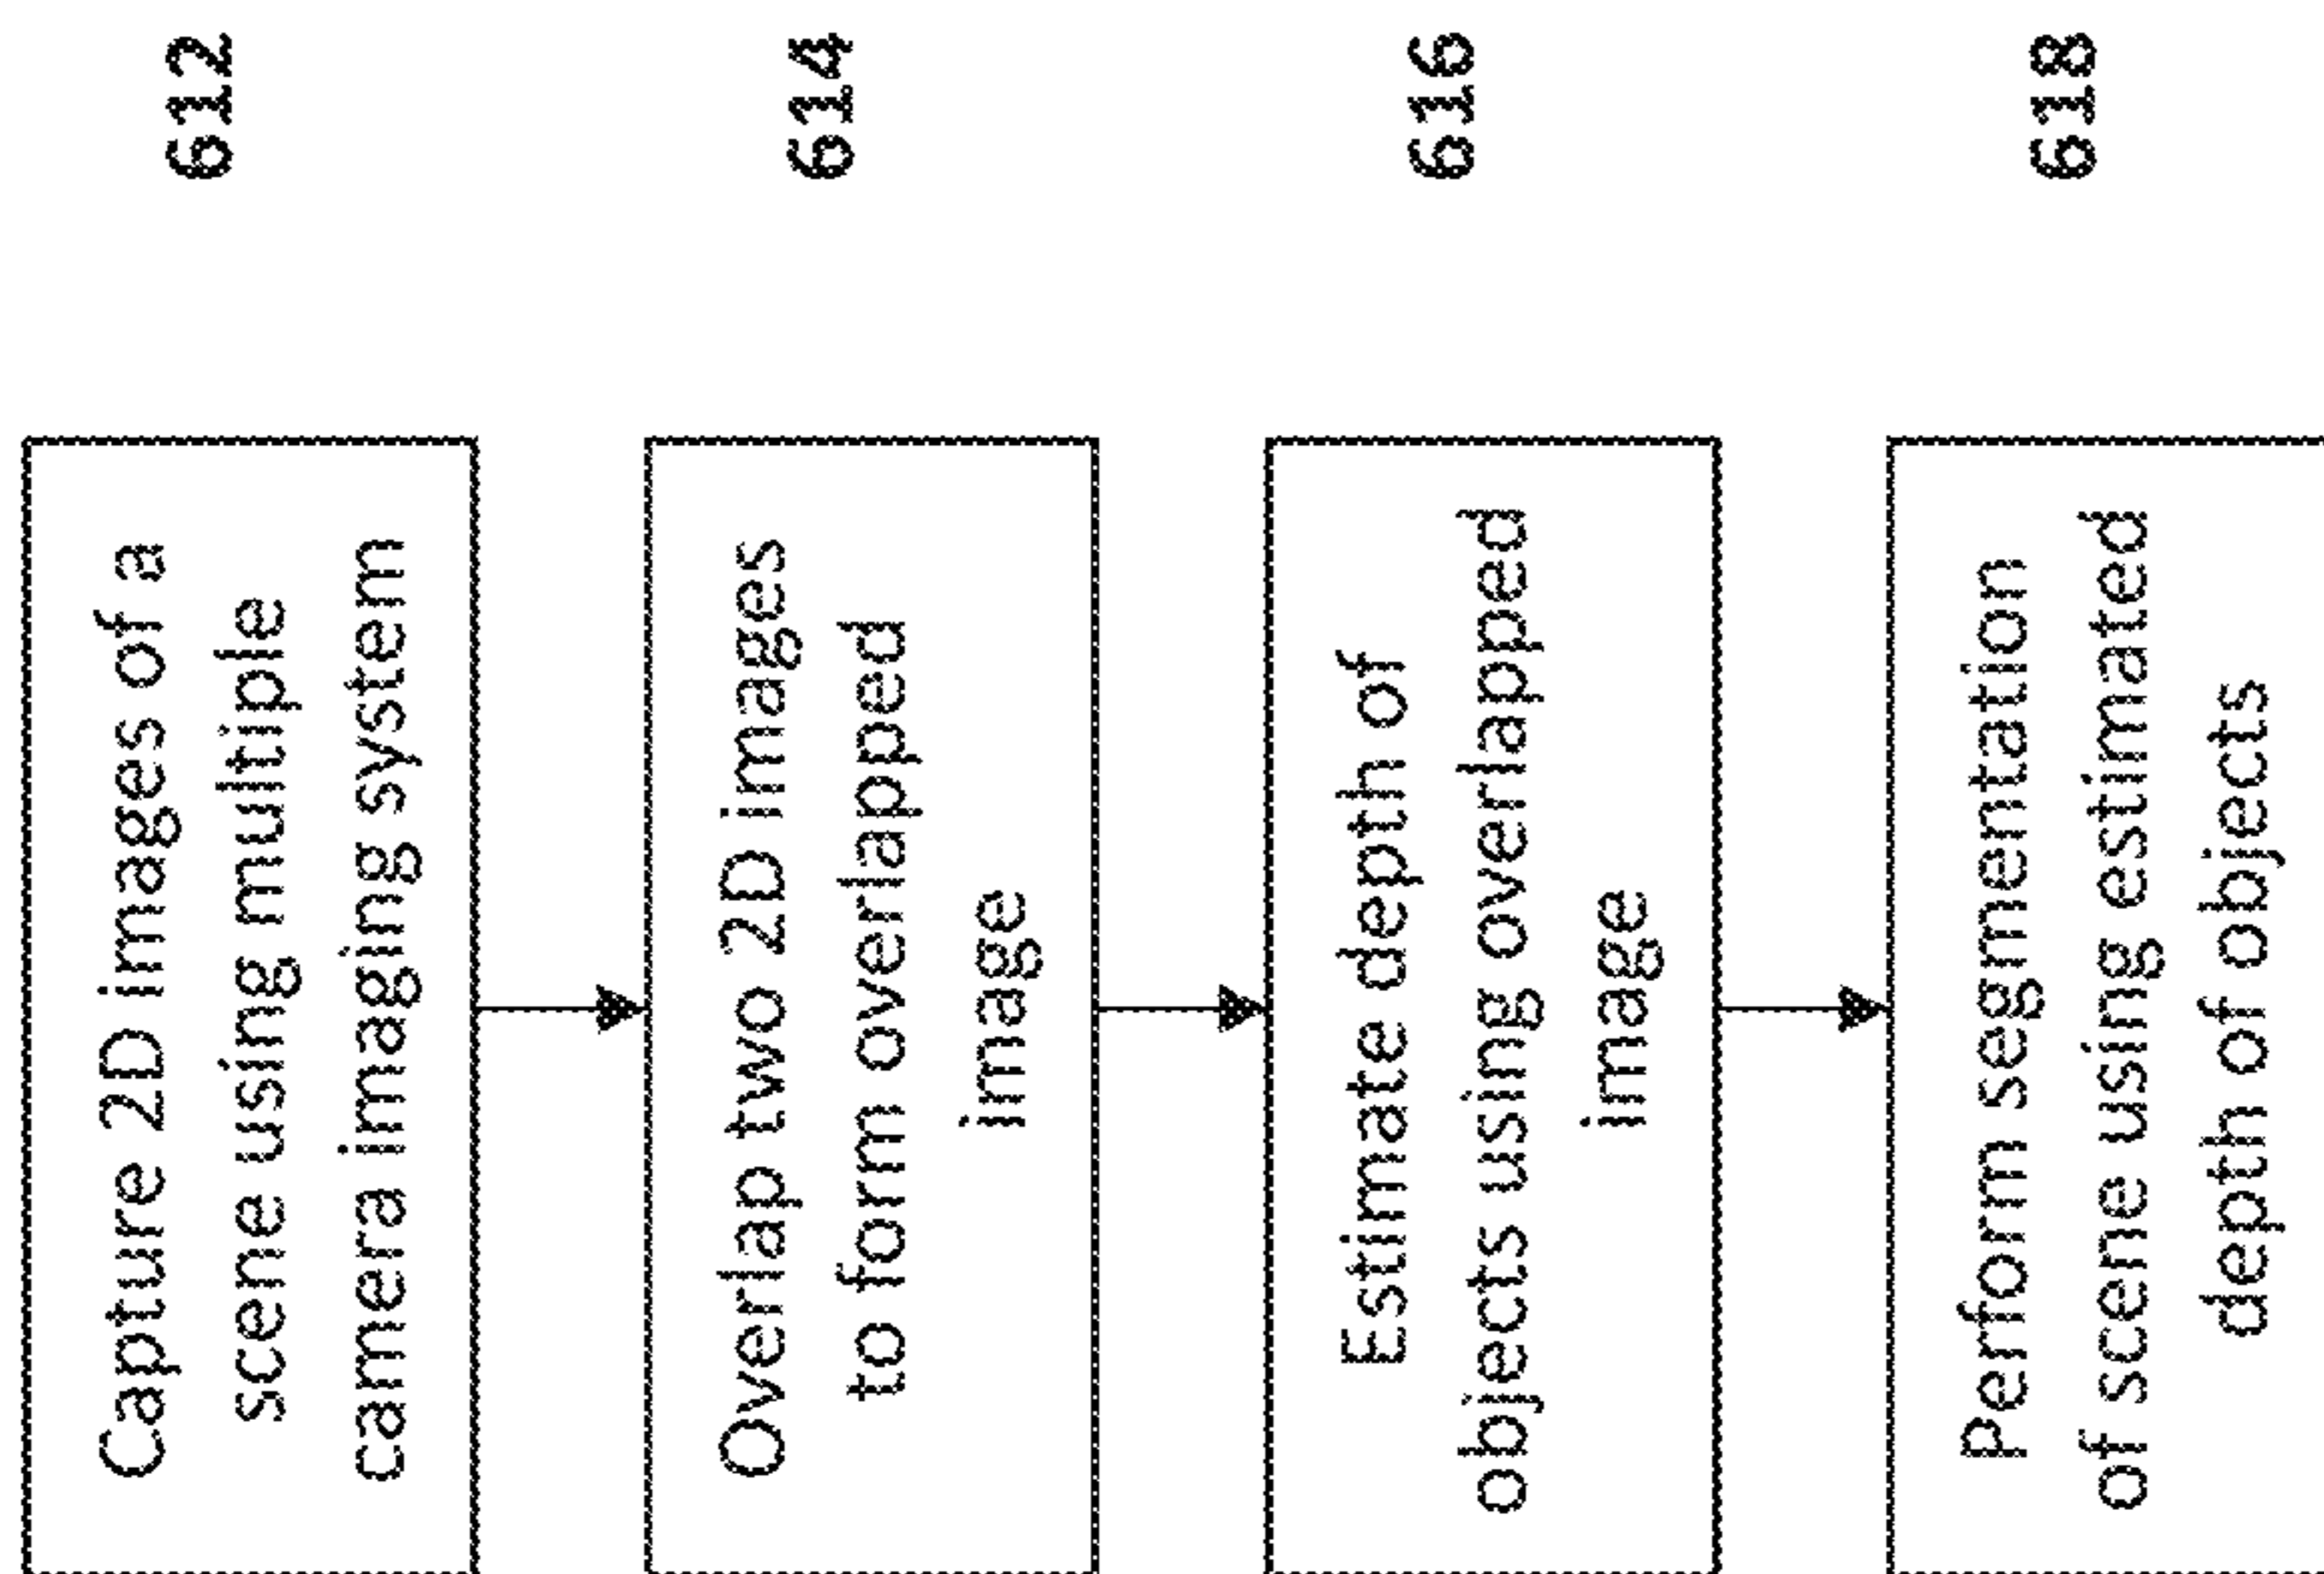 Capture 2D images of a
scene using multiple
camera imaging system
612
Overlap two 2D images
to form overlapped
image
614
Estimate depth of
objects using overlapped
image
616
Perform segmentation
of scene using estimated
depth of objects
618